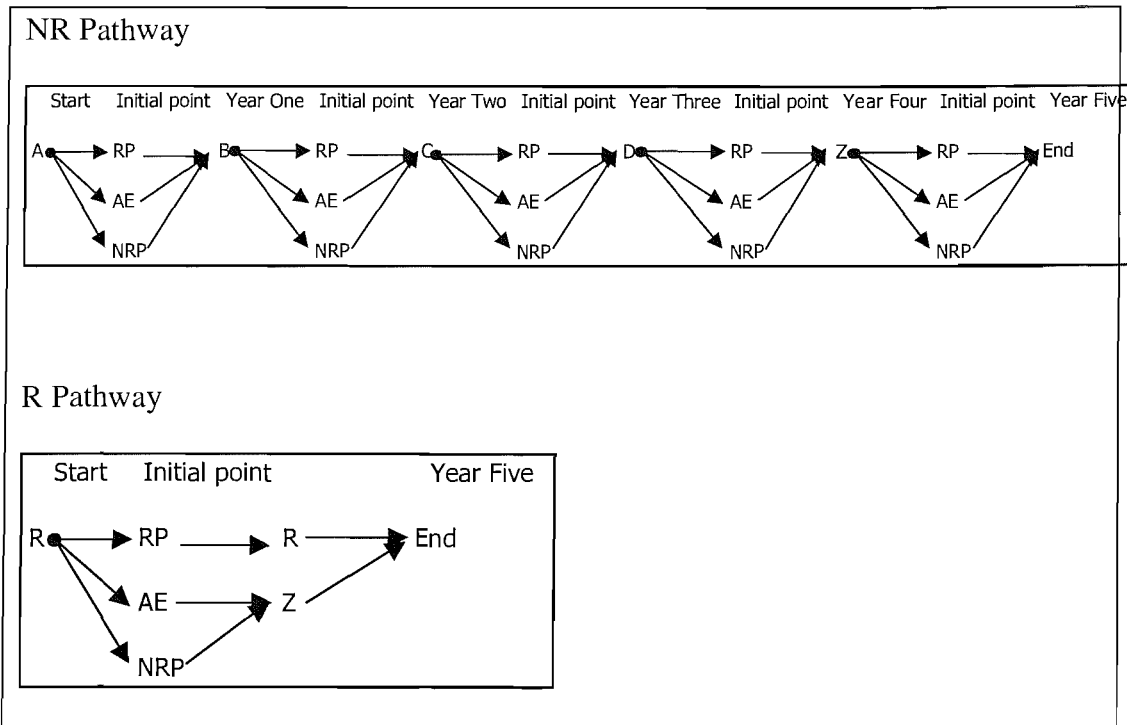 NR Pathway
Start Initial point Year One Initial point Year Two Initial point Year Three Initial point Year Four Initial point Year Five
A RP B RP C RP D RP Z RP End
AE AE AE AE AE
NRP NRP NRP NRP NRP
R Pathway
Start Initial point Year Five
R RP R End
AE Z
NRP